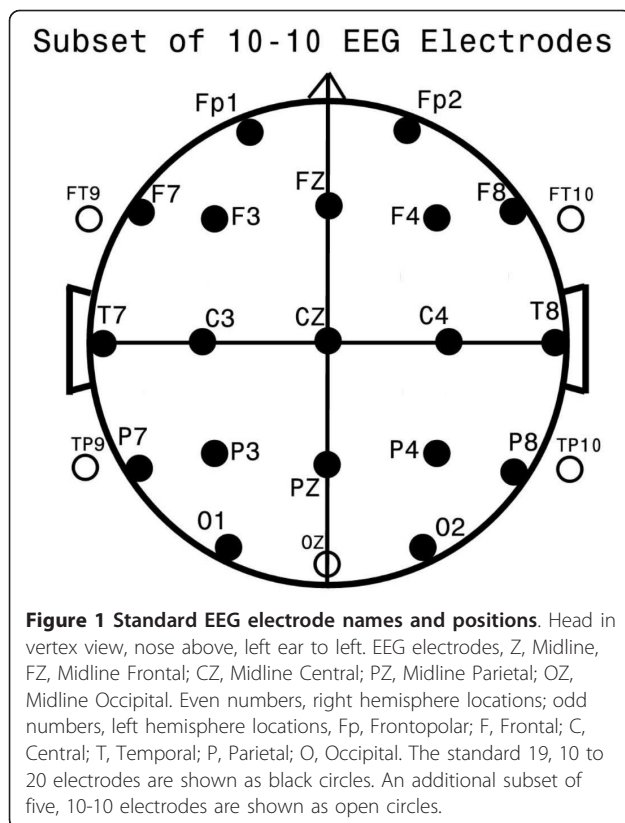 Subset of 10-10 EEG Electrodes
Fp1 Fp2
FT9 F7 FZ F8 FT10
F3 F4
T7 C3 CZ C4 T8
TP9 P7 P3 PZ P4 P8 TP10
O1 OZ O2
Figure 1 Standard EEG electrode names and positions. Head in
vertex view, nose above, left ear to left. EEG electrodes, Z, Midline,
FZ, Midline Frontal; CZ, Midline Central; PZ, Midline Parietal; OZ,
Midline Occipital. Even numbers, right hemisphere locations; odd
numbers, left hemisphere locations, Fp, Frontopolar; F, Frontal; C,
Central; T, Temporal; P, Parietal; O, Occipital. The standard 19, 10 to
20 electrodes are shown as black circles. An additional subset of
five, 10-10 electrodes are shown as open circles.